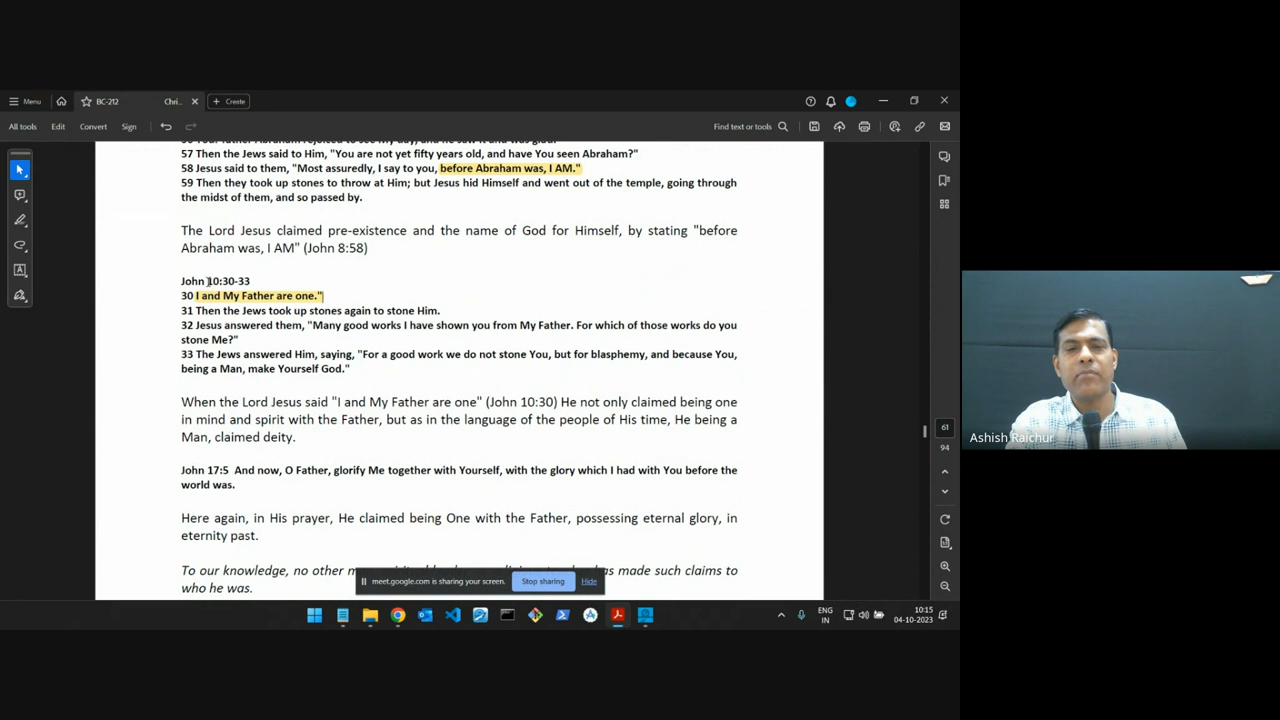 Menu
BC-212
Chri...
Create
All tools
Edit
Convert
Sign
Find text or tools
57 Then the Jews said to Him, "You are not yet fifty years old, and have You seen Abraham?"
58 Jesus said to them, "Most assuredly, I say to you, before Abraham was, I AM."
59 Then they took up stones to throw at Him; but Jesus hid Himself and went out of the temple, going through
the midst of them, and so passed by.
The Lord Jesus claimed pre-existence and the name of God for Himself, by stating "before
Abraham was, I AM" (John 8:58)
John 10:30-33
30 I and My Father are one."
31 Then the Jews took up stones again to stone Him.
32 Jesus answered them, "Many good works I have shown you from My Father. For which of those works do you
stone Me?"
33 The Jews answered Him, saying, "For a good work we do not stone You, but for blasphemy, and because You,
being a Man, make Yourself God."
When the Lord Jesus said "I and My Father are one" (John 10:30) He not only claimed being one
in mind and spirit with the Father, but as in the language of the people of His time, He being a
Man, claimed deity.
John 17:5 And now, O Father, glorify Me together with Yourself, with the glory which I had with You before the
world was.
Here again, in His prayer, He claimed being One with the Father, possessing eternal glory, in
eternity past.
To our knowledge, no other as made such claims to
who he was.
meet.google.com is sharing your screen.
Stop sharing
Hide
61
94
ENG
IN
10:15
04-10-2023
Ashish Raichur